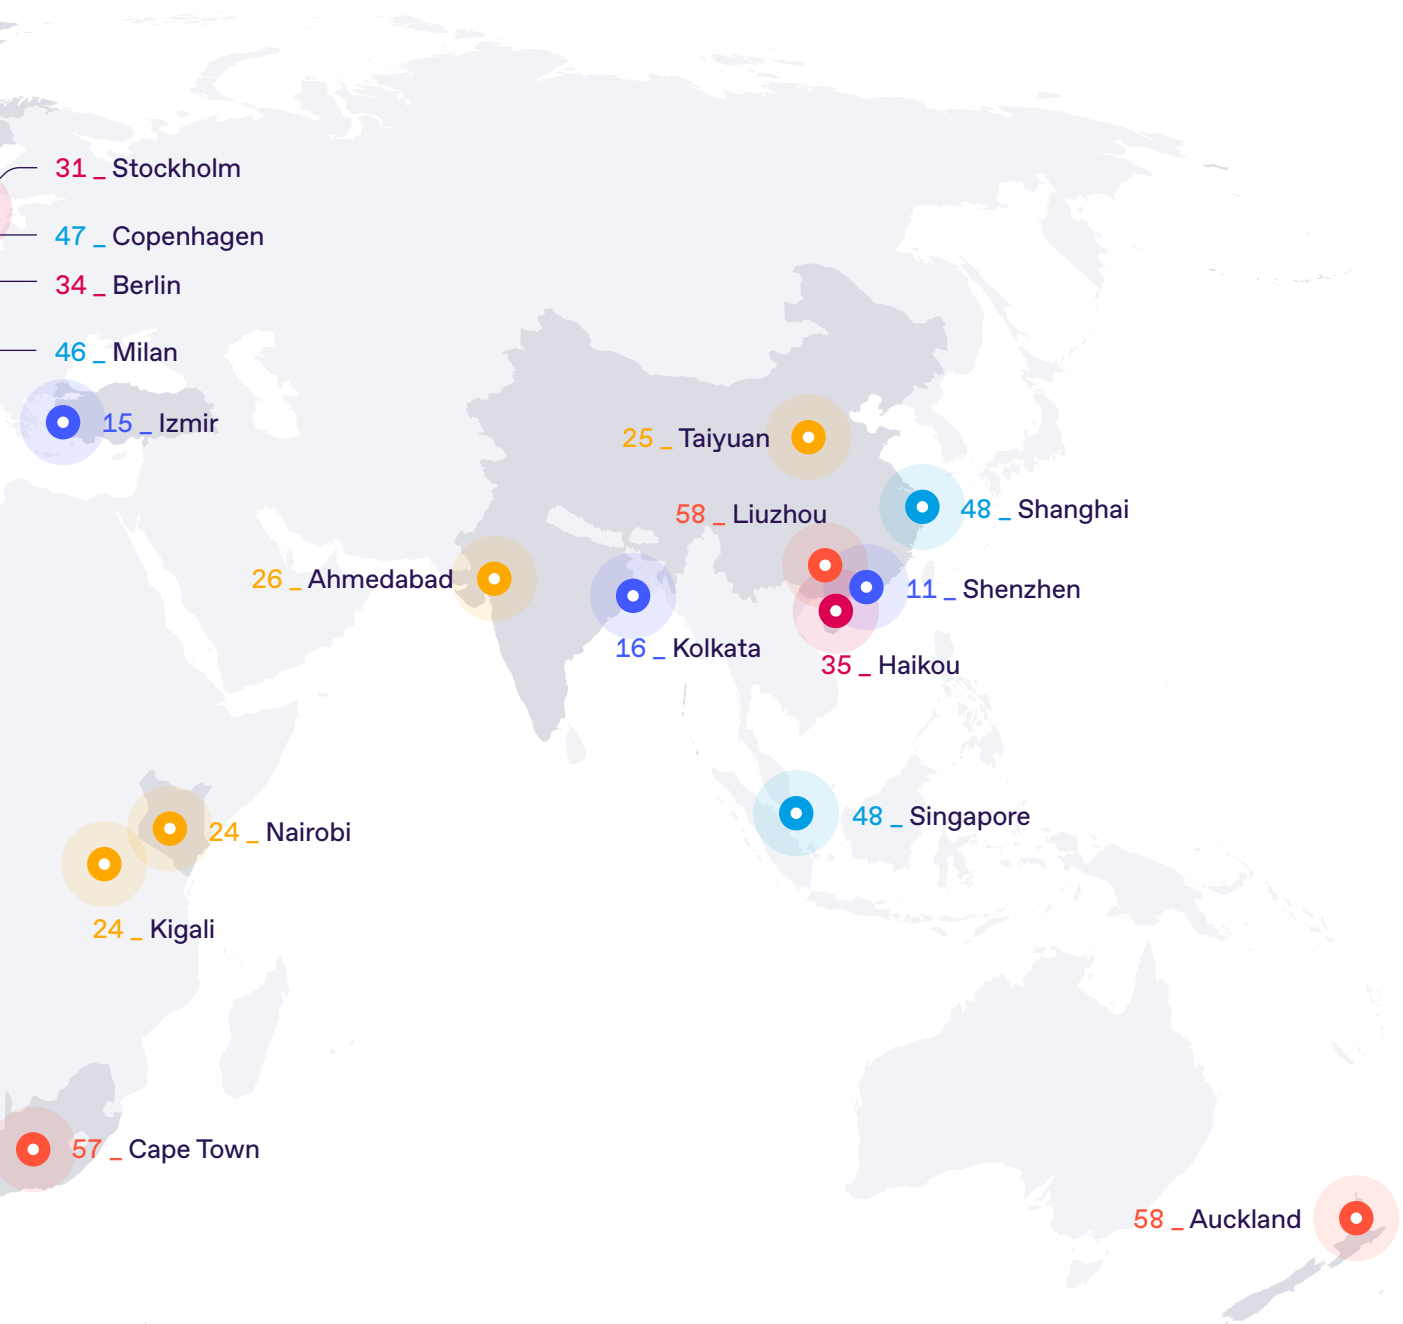 31 _ Stockholm
47 _ Copenhagen
34 _ Berlin
46 _ Milan
15 _ Izmir
25 _ Taiyuan
58 _ Liuzhou
48 _ Shanghai
26 _ Ahmedabad
11 _ Shenzhen
16 _ Kolkata
35 _ Haikou
48 _ Singapore
24 _ Nairobi
24 _ Kigali
57 _ Cape Town
58 _ Auckland